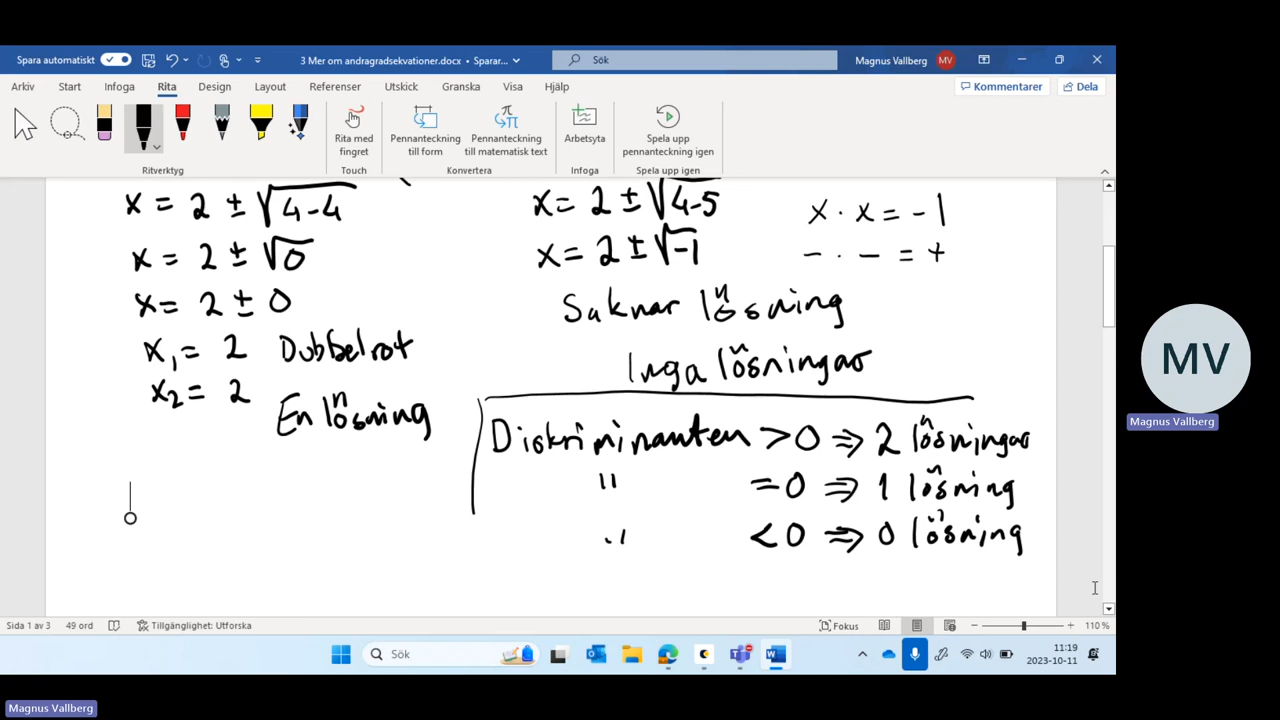 Spara automatiskt
3 Mer om andragradsekvationer.docx • Sparar...
Sök
Magnus Vallberg MV
Arkiv Start Infoga Rita Design Layout Referenser Utskick Granska Visa Hjälp
Kommentarer Dela
Rita med fingret
Pennanteckning till form
Pennanteckning till matematisk text
Arbetsyta
Spela upp pennanteckning igen
Ritverktyg Touch Konvertera Infoga Spela upp igen
x = 2 ± √4-4
x = 2 ± √0
x = 2 ± 0
x₁ = 2 Dubbelrot
x₂ = 2
En lösning
x = 2 ± √4-5
x = 2 ± √-1
Saknar lösning
Inga lösningar
x · x = -1
- · - = +
Diskriminanten > 0 ⇒ 2 lösningar
" = 0 ⇒ 1 lösning
" < 0 ⇒ 0 lösning
MV
Magnus Vallberg
Sida 1 av 3 49 ord Tillgänglighet: Utforska Fokus 110 %
Sök
11:19
2023-10-11
Magnus Vallberg